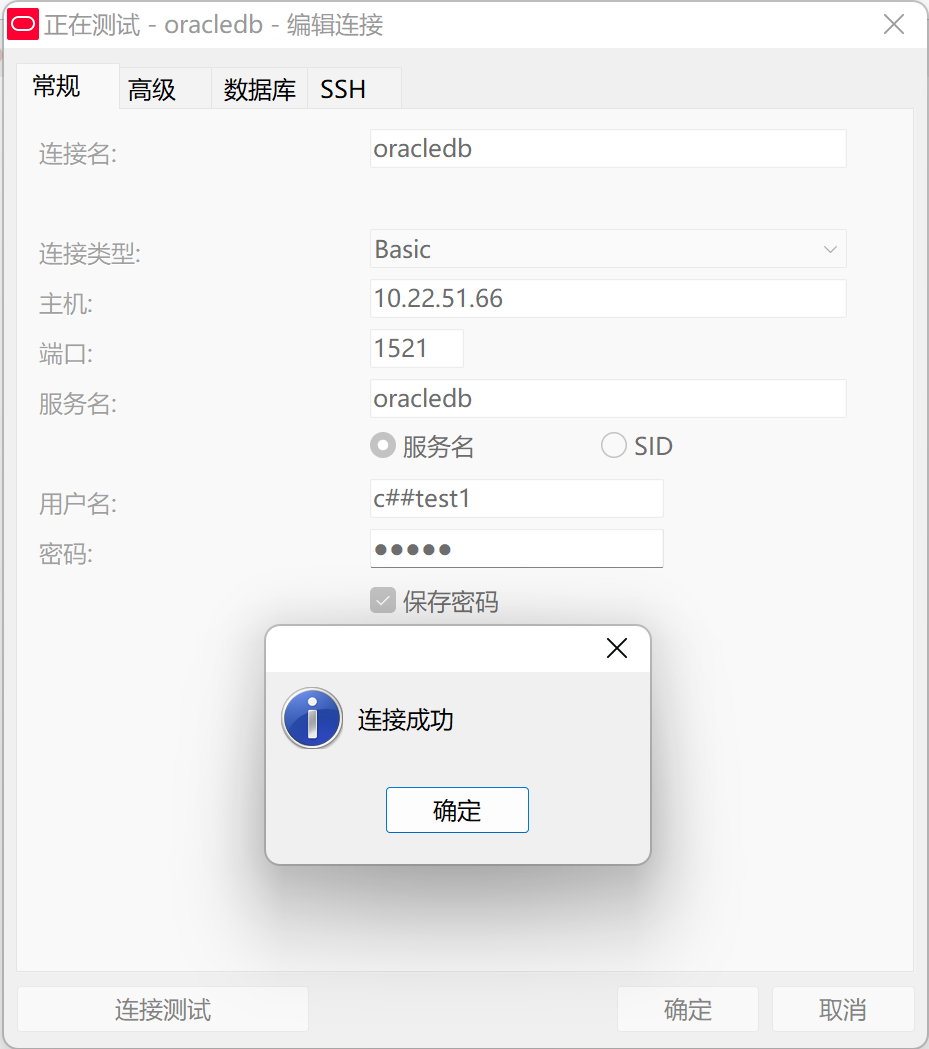 正在测试 - oracledb - 编辑连接
常规 高级 数据库 SSH
连接名: oracledb
连接类型: Basic
主机: 10.22.51.66
端口: 1521
服务名: oracledb
服务名 SID
用户名: c##test1
密码: ●●●●●
保存密码
连接成功
确定
连接测试 确定 取消